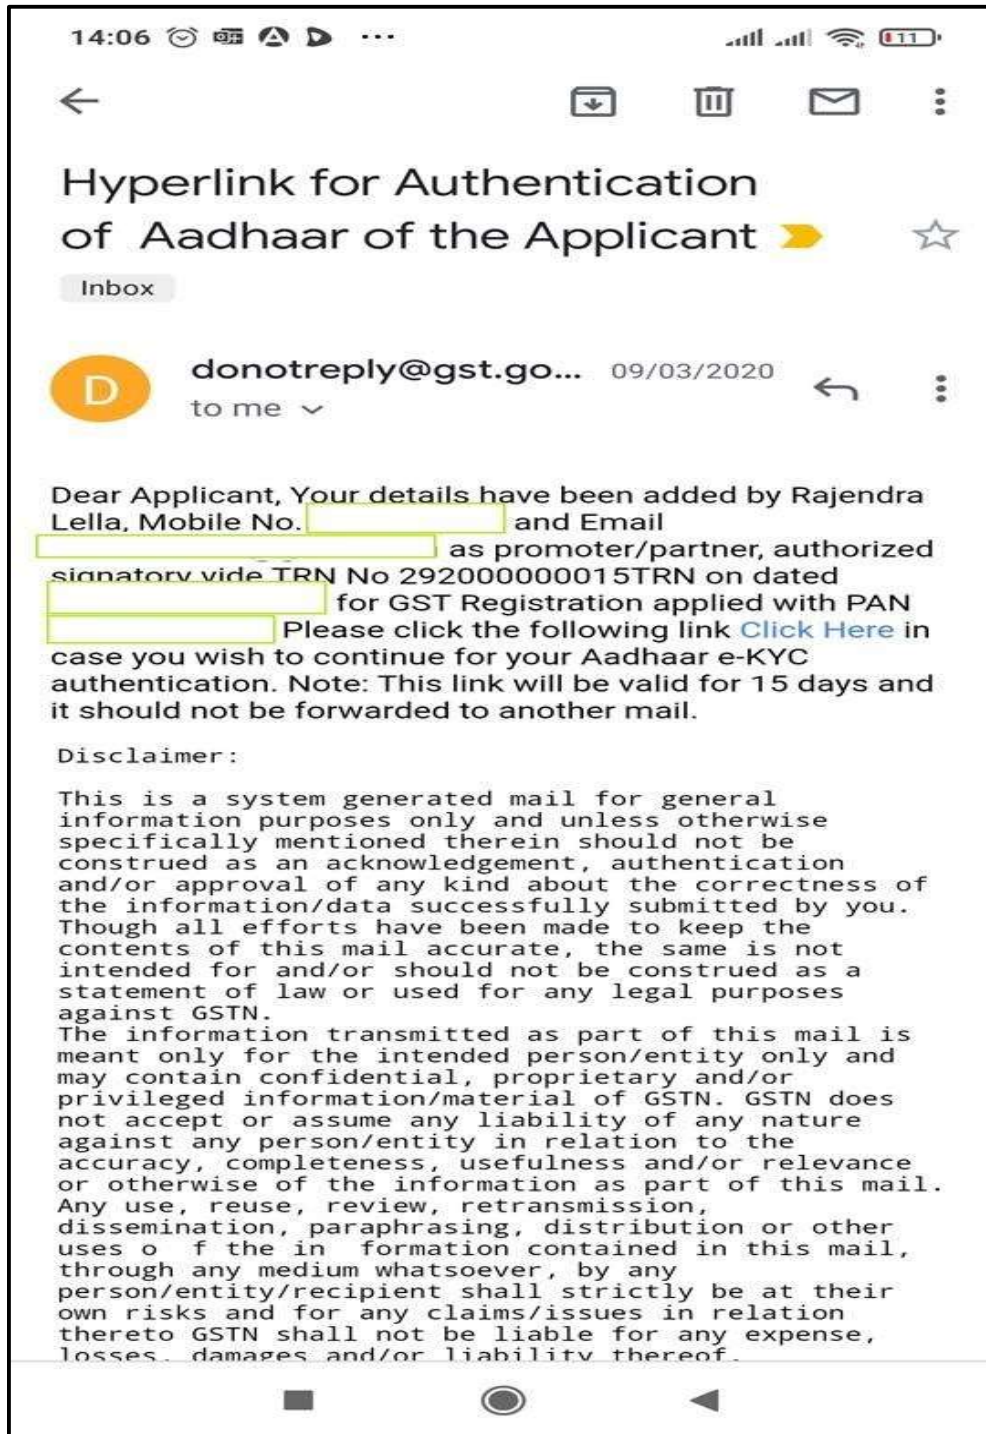 14:06 ... 11
Hyperlink for Authentication
of Aadhaar of the Applicant
Inbox
D
donotreply@gst.go... 09/03/2020
to me
Dear Applicant, Your details have been added by Rajendra
Lella, Mobile No. and Email
as promoter/partner, authorized
signatory vide TRN No 292000000015TRN on dated
for GST Registration applied with PAN
Please click the following link Click Here in
case you wish to continue for your Aadhaar e-KYC
authentication. Note: This link will be valid for 15 days and
it should not be forwarded to another mail.
Disclaimer:
This is a system generated mail for general
information purposes only and unless otherwise
specifically mentioned therein should not be
construed as an acknowledgement, authentication
and/or approval of any kind about the correctness of
the information/data successfully submitted by you.
Though all efforts have been made to keep the
contents of this mail accurate, the same is not
intended for and/or should not be construed as a
statement of law or used for any legal purposes
against GSTN.
The information transmitted as part of this mail is
meant only for the intended person/entity only and
may contain confidential, proprietary and/or
privileged information/material of GSTN. GSTN does
not accept or assume any liability of any nature
against any person/entity in relation to the
accuracy, completeness, usefulness and/or relevance
or otherwise of the information as part of this mail.
Any use, reuse, review, retransmission,
dissemination, paraphrasing, distribution or other
uses o f the in formation contained in this mail,
through any medium whatsoever, by any
person/entity/recipient shall strictly be at their
own risks and for any claims/issues in relation
thereto GSTN shall not be liable for any expense,
losses, damages and/or liability thereof.